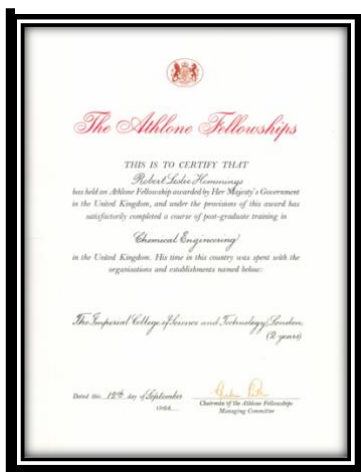 The Athlone Fellowships
THIS IS TO CERTIFY THAT
Robert Leslie Hemmings
has held an Athlone Fellowship awarded by Her Majesty's Government
in the United Kingdom, and under the provisions of this award has
satisfactorily completed a course of post-graduate training in
Chemical Engineering
in the United Kingdom. His time in this country was spent with the
organisations and establishments named below:
The Imperial College of Science and Technology, London.
(2 years)
Dated this 12th day of September
Chairman of the Athlone Fellowships
Managing Committee